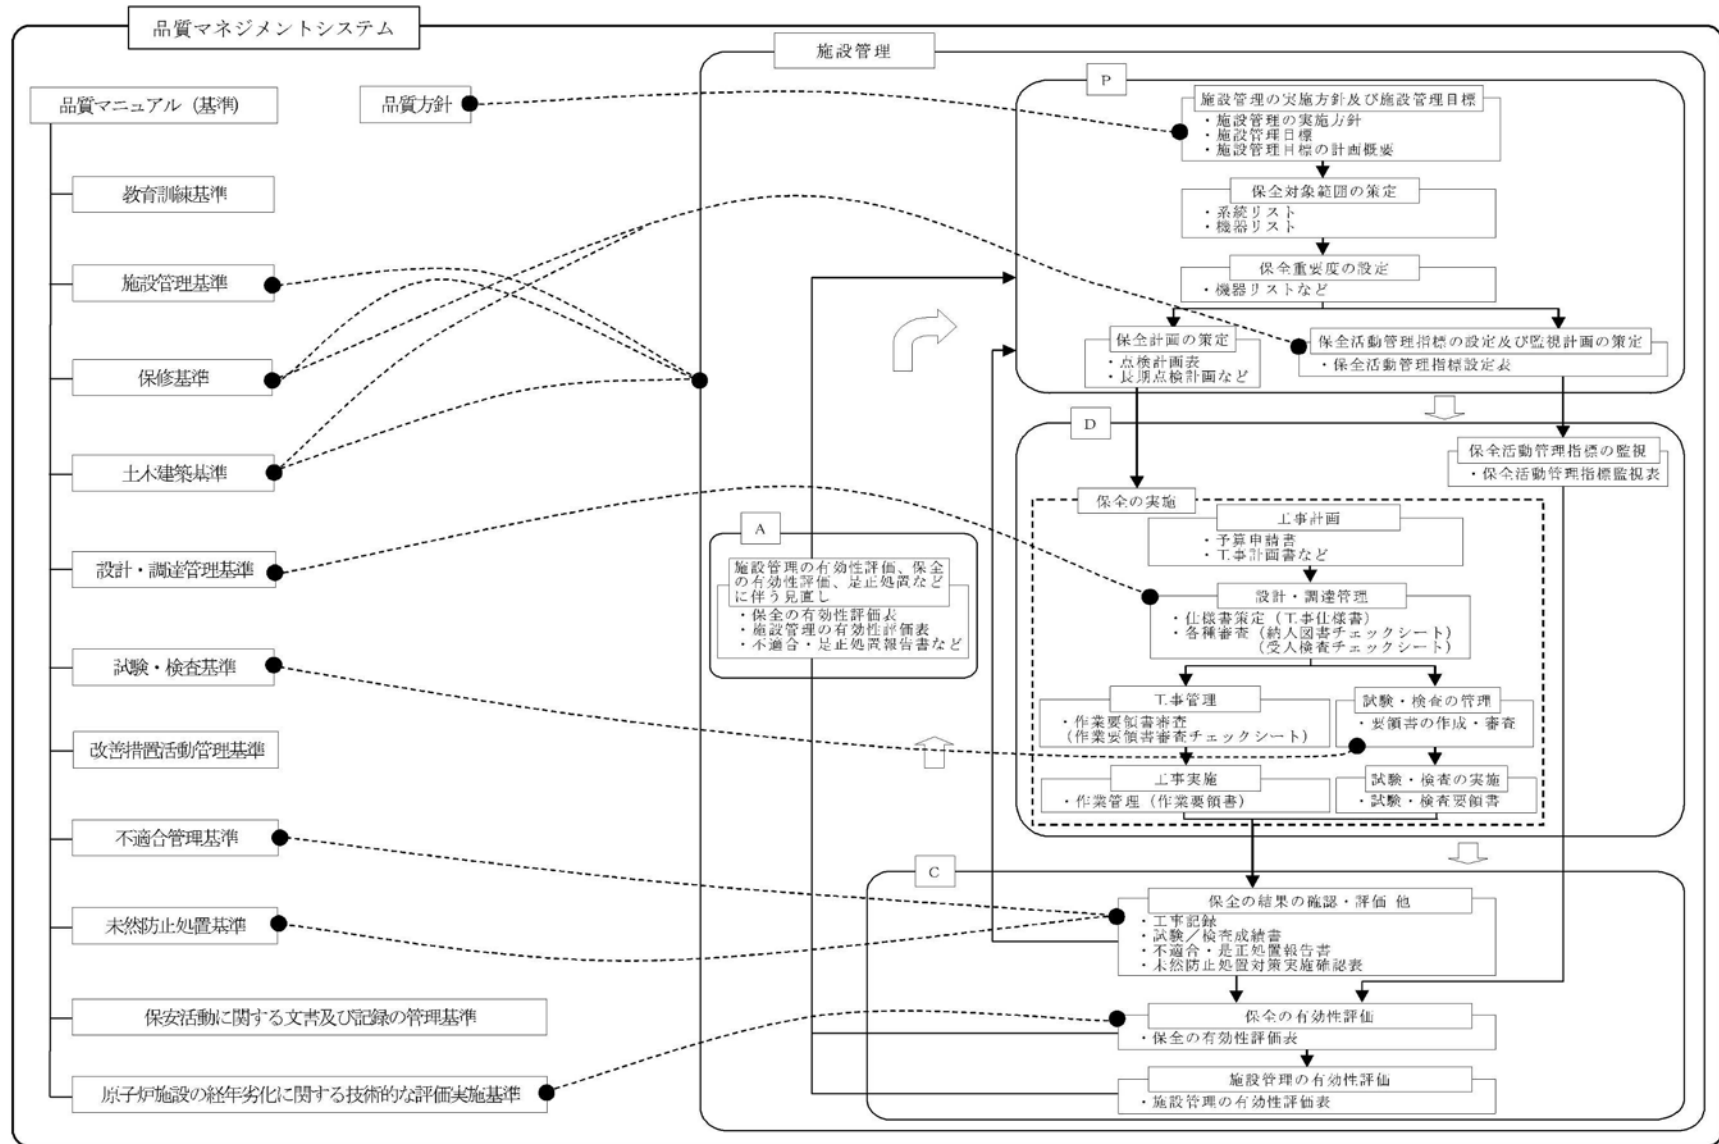 品質マネジメントシステム
品質マニュアル（基準）
品質方針
教育訓練基準
施設管理基準
保修基準
土木建築基準
設計・調達管理基準
試験・検査基準
改善措置活動管理基準
不適合管理基準
未然防止処置基準
保安活動に関する文書及び記録の管理基準
原子炉施設の経年劣化に関する技術的な評価実施基準
施設管理
P
施設管理の実施方針及び施設管理目標
・施設管理の実施方針
・施設管理目標
・施設管理目標の計画概要
保全対象範囲の策定
・系統リスト
・機器リスト
保全重要度の設定
・機器リストなど
保全計画の策定
・点検計画表
・長期点検計画など
保全活動管理指標の設定及び監視計画の策定
・保全活動管理指標設定表
D
保全活動管理指標の監視
・保全活動管理指標監視表
保全の実施
工事計画
・予算申請書
・工事計画書など
設計・調達管理
・仕様書策定（工事仕様書）
・各種審査（納入図書チェックシート）
（受入検査チェックシート）
工事管理
・作業要領書審査
（作業要領書審査チェックシート）
試験・検査の管理
・要領書の作成・審査
工事実施
・作業管理（作業要領書）
試験・検査の実施
・試験・検査要領書
A
施設管理の有効性評価、保全
の有効性評価、是正処置など
に伴う見直し
・保全の有効性評価表
・施設管理の有効性評価表
・不適合・是正処置報告書など
C
保全の結果の確認・評価 他
・工事記録
・試験／検査成績書
・不適合・是正処置報告書
・未然防止処置対策実施確認表
保全の有効性評価
・保全の有効性評価表
施設管理の有効性評価
・施設管理の有効性評価表